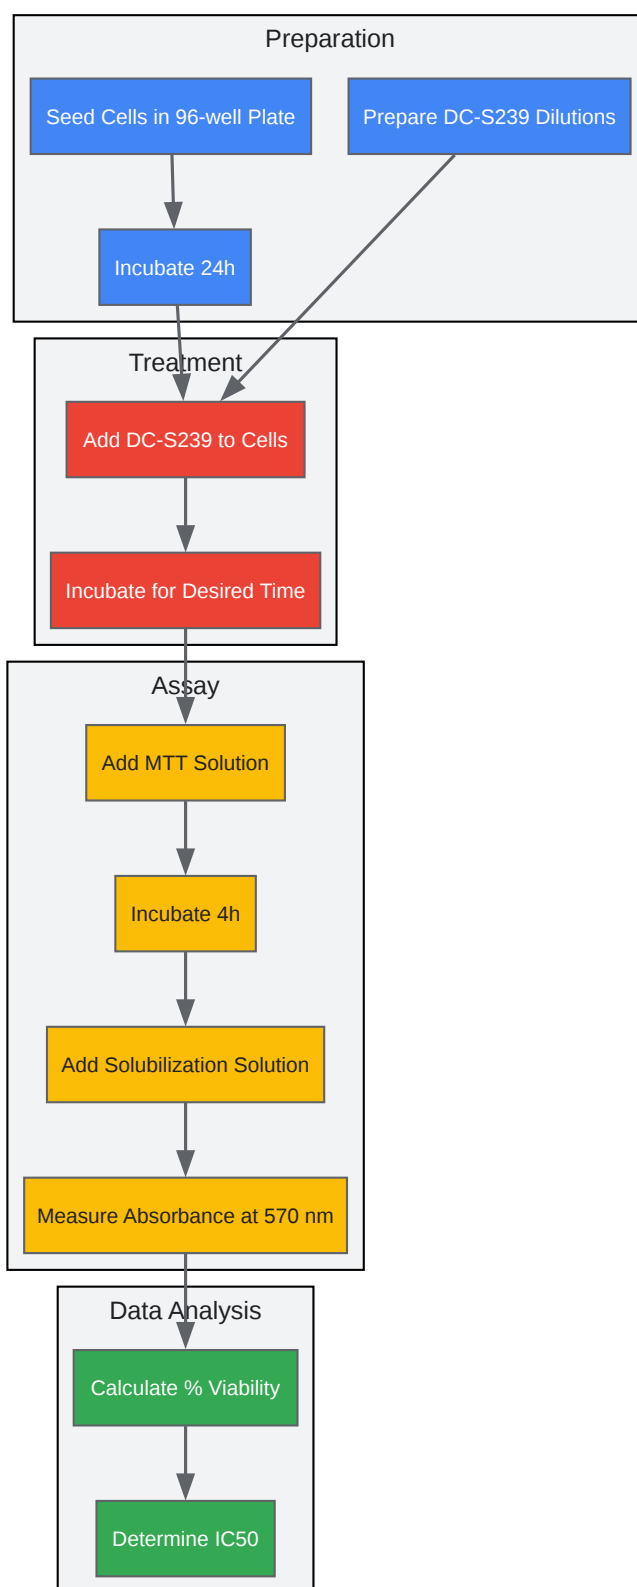 Preparation
Seed Cells in 96-well Plate
Prepare DC-S239 Dilutions
Incubate 24h
Treatment
Add DC-S239 to Cells
Incubate for Desired Time
Assay
Add MTT Solution
Incubate 4h
Add Solubilization Solution
Measure Absorbance at 570 nm
Data Analysis
Calculate % Viability
Determine IC50